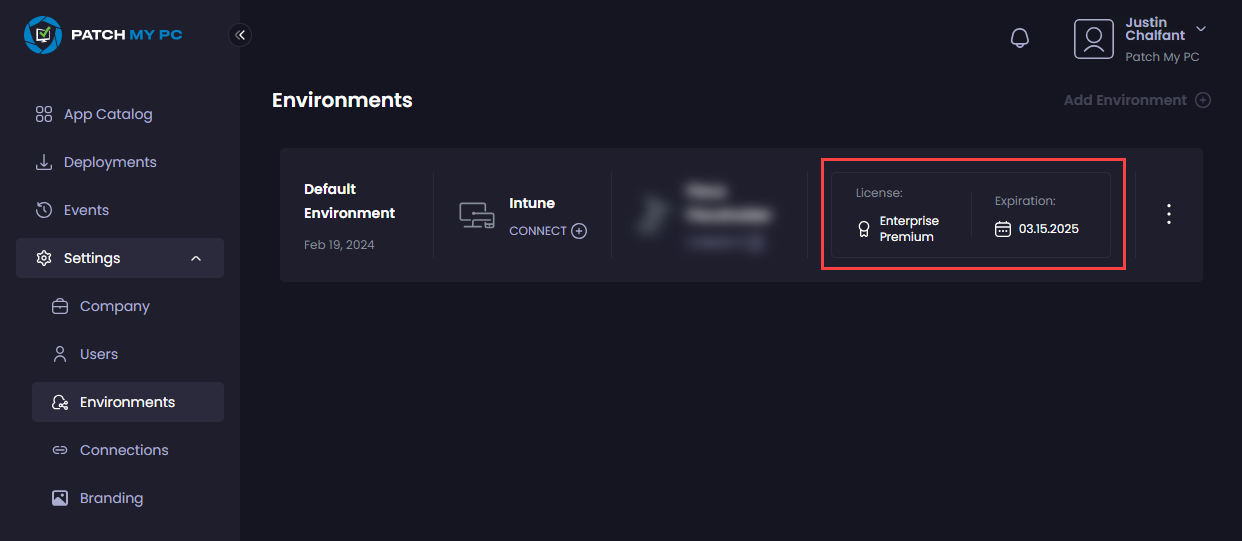 PATCH MY PC
Justin
Chalfant
Patch My PC
App Catalog
Deployments
Events
Settings
Company
Users
Environments
Connections
Branding
Environments
Add Environment
Default
Environment
Feb 19, 2024
Intune
CONNECT
License:
Enterprise
Premium
Expiration:
03.15.2025